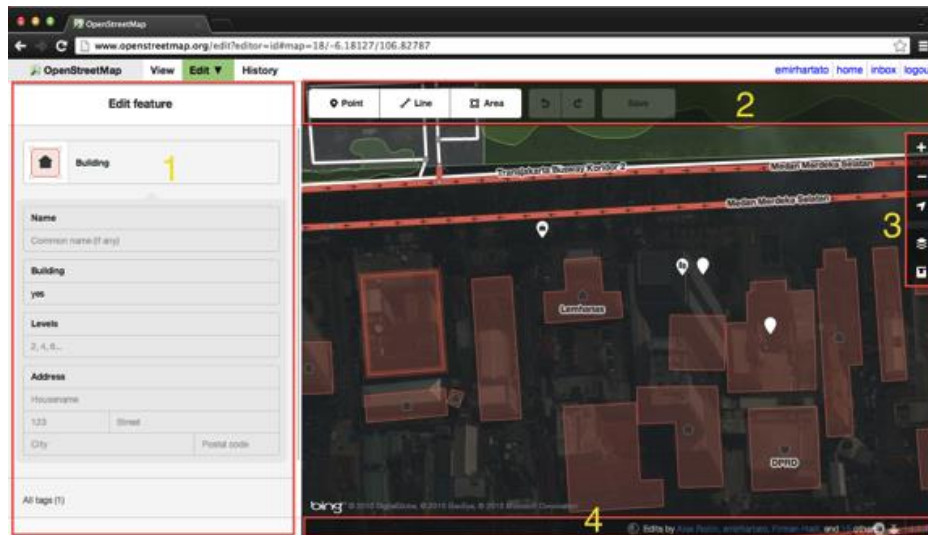 OpenStreetMap
www.openstreetmap.org/edit?editor=id#map=18/-6.18127/106.82787
OpenStreetMap View Edit ▼ History emirhartato home inbox logou
Edit feature
Point Line Area Save 2
Building 1
Transjakarta Busway Koridor 2
Medan Merdeka Selatan
Medan Merdeka Selatan
3
Name
Common name (if any)
Building
yes
Lemhanas
Levels
2, 4, 6...
Address
Housename
123 Street
City Postal code
DPRD
All tags (1)
bing
4
Edits by emirhartato, and 15 others